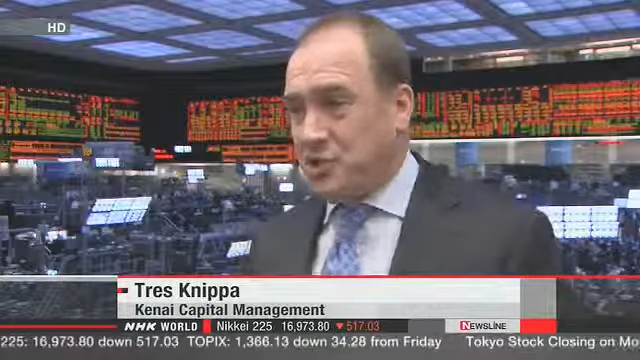 HD
Tres Knippa
Kenai Capital Management
NHK WORLD Nikkei 225 16,973.80 ▼517.03 NEWSLINE
225: 16,973.80 down 517.03 TOPIX: 1,366.13 down 34.28 from Friday Tokyo Stock Closing on Mo